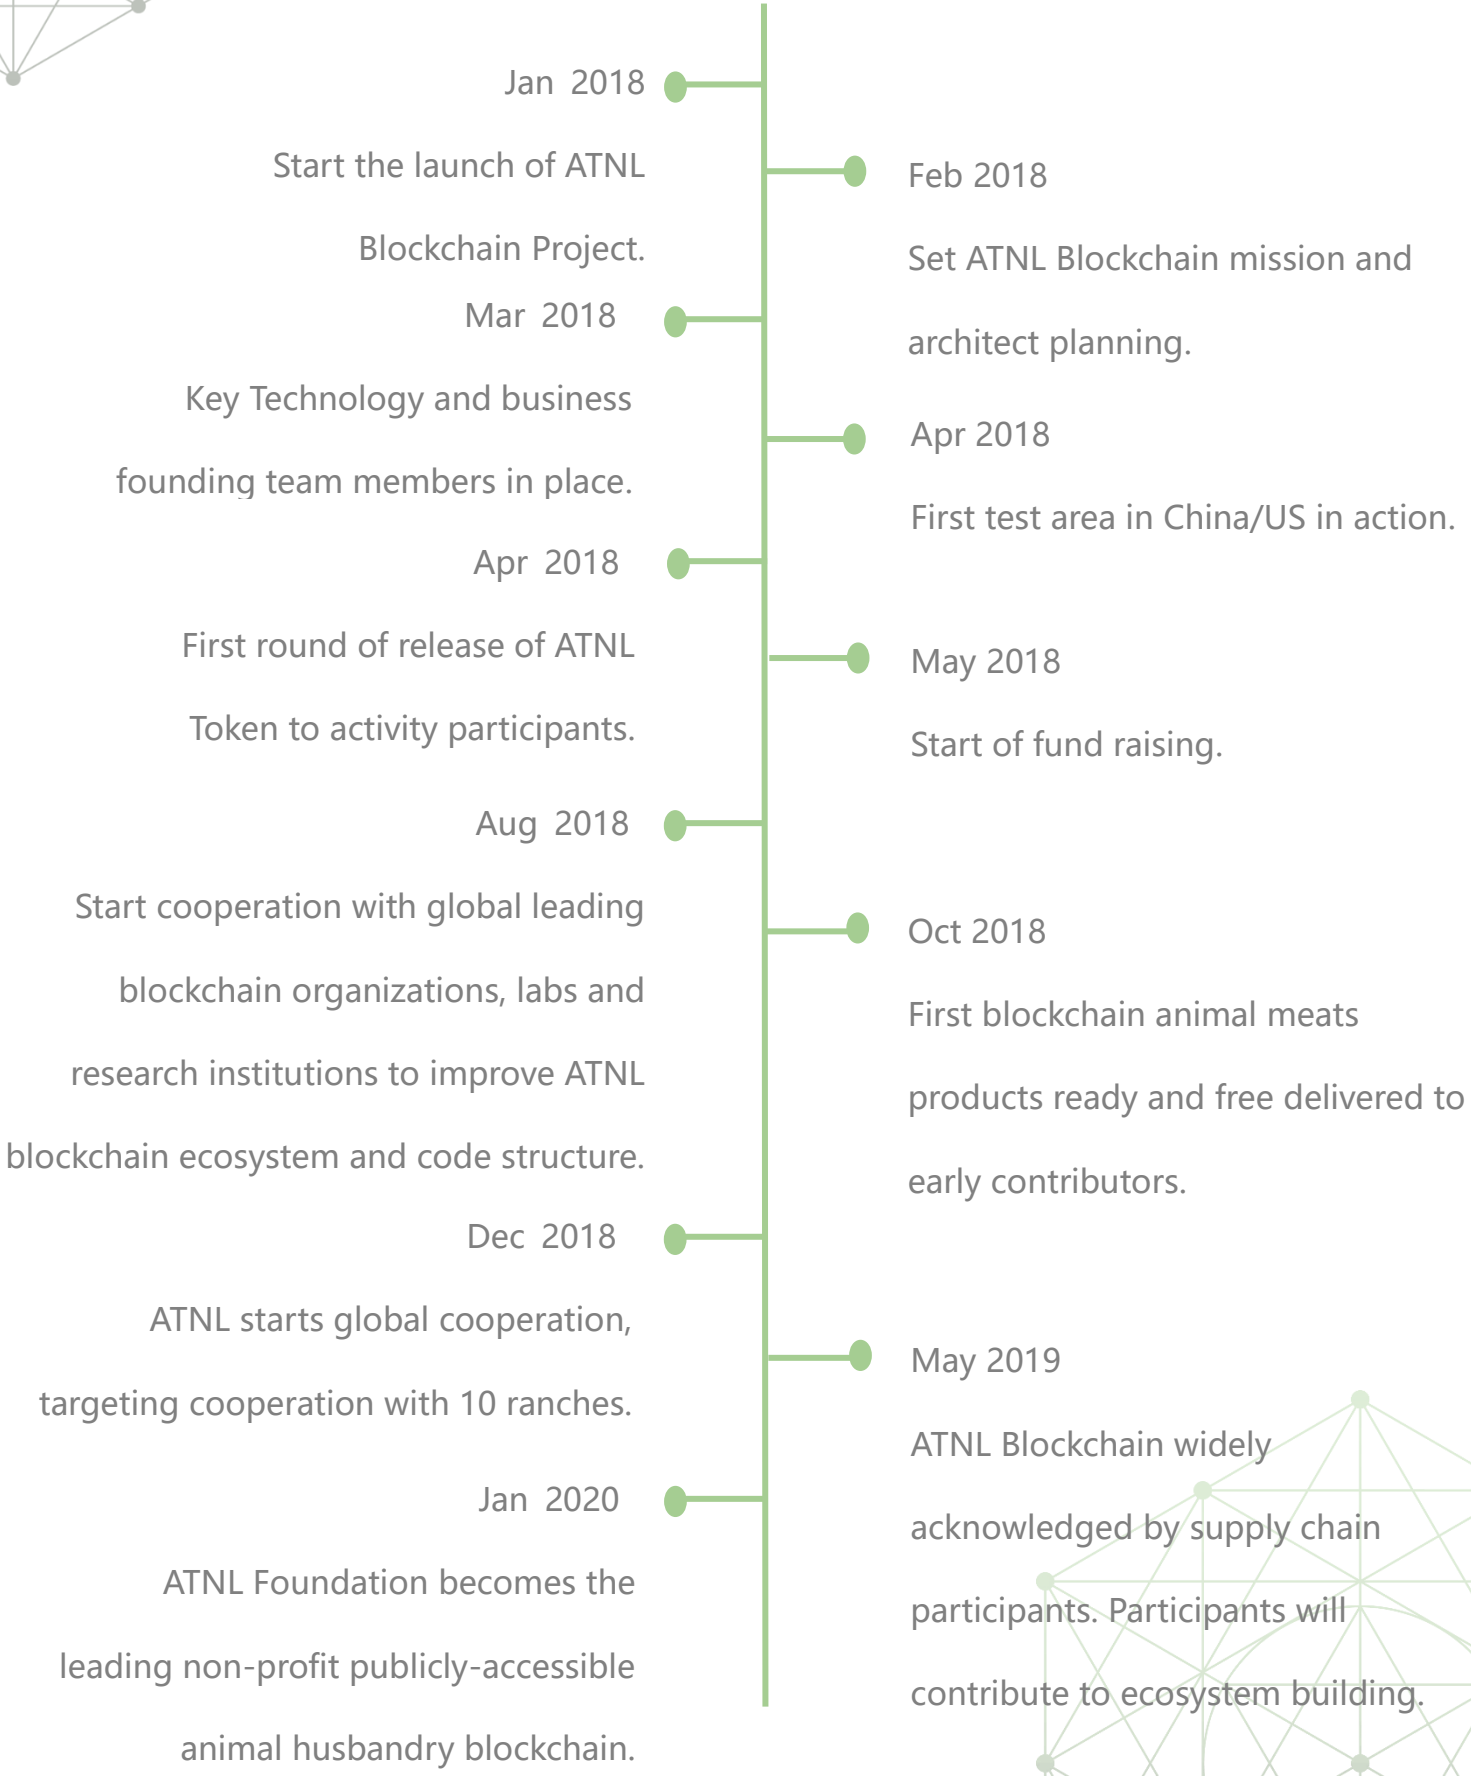 Jan 2018
Start the launch of ATNL
Blockchain Project.
Feb 2018
Set ATNL Blockchain mission and
architect planning.
Mar 2018
Key Technology and business
founding team members in place.
Apr 2018
First test area in China/US in action.
Apr 2018
First round of release of ATNL
Token to activity participants.
May 2018
Start of fund raising.
Aug 2018
Start cooperation with global leading
blockchain organizations, labs and
research institutions to improve ATNL
blockchain ecosystem and code structure.
Oct 2018
First blockchain animal meats
products ready and free delivered to
early contributors.
Dec 2018
ATNL starts global cooperation,
targeting cooperation with 10 ranches.
May 2019
ATNL Blockchain widely
acknowledged by supply chain
participants. Participants will
contribute to ecosystem building.
Jan 2020
ATNL Foundation becomes the
leading non-profit publicly-accessible
animal husbandry blockchain.